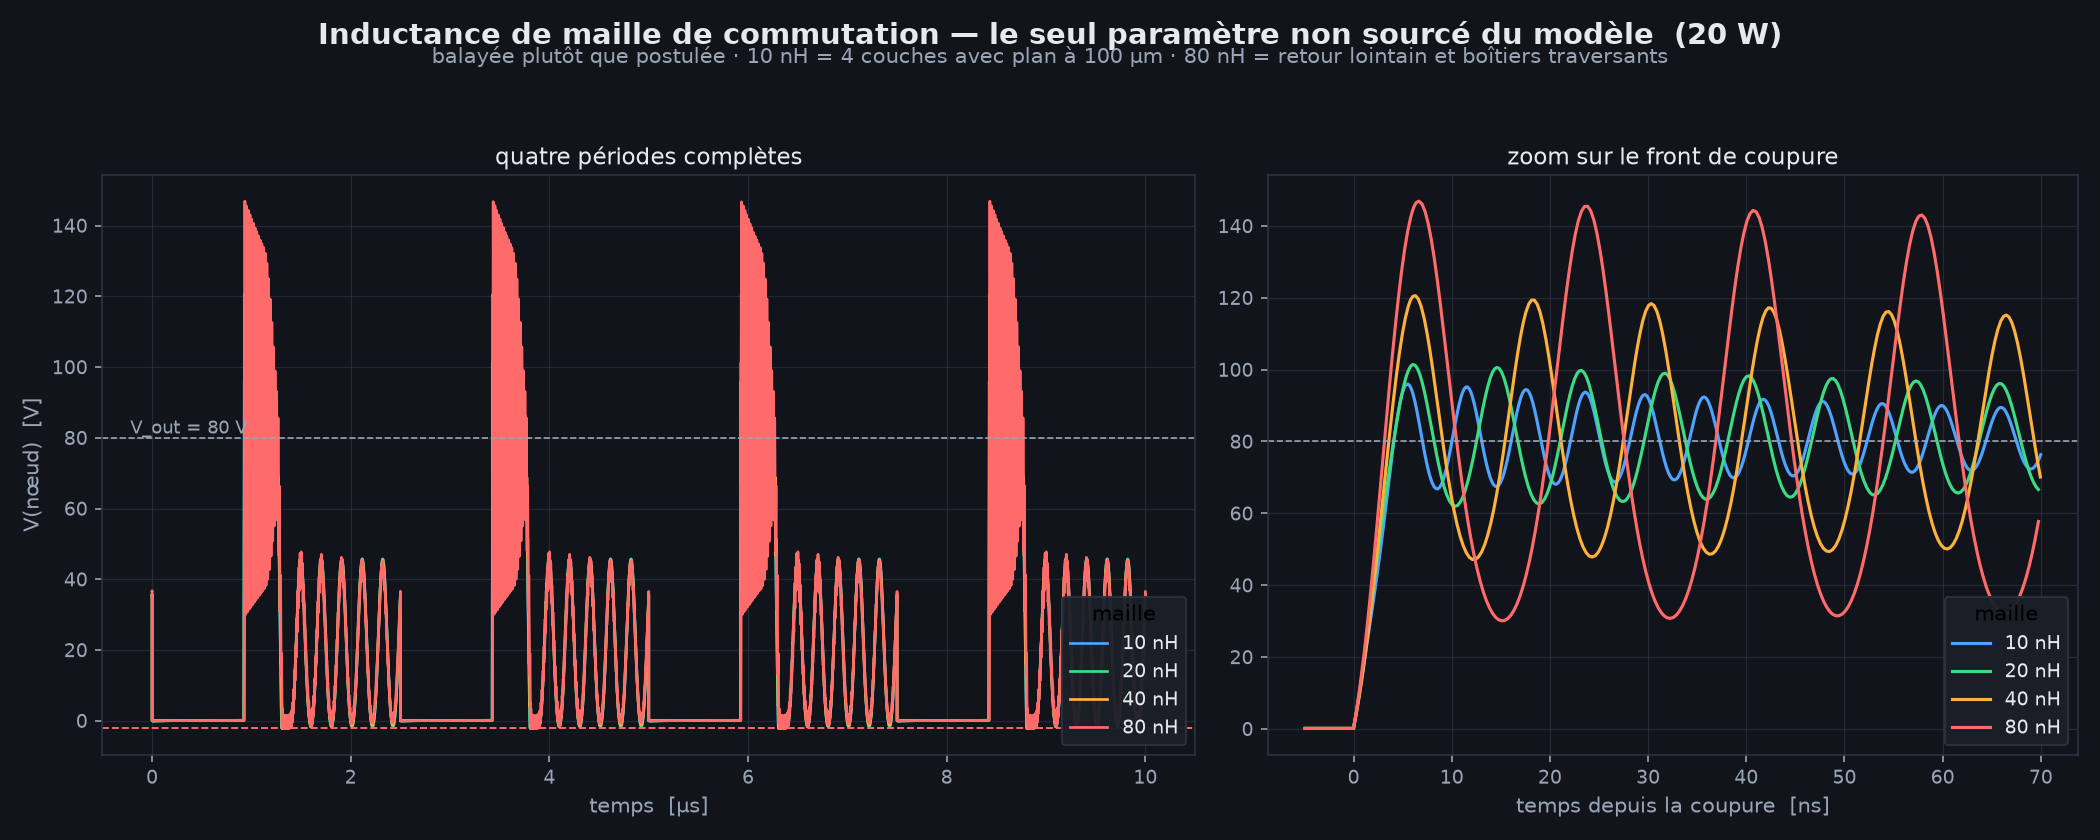 Inductance de maille de commutation — le seul paramètre non sourcé du modèle (20 W)
balayée plutôt que postulée · 10 nH = 4 couches avec plan à 100 µm · 80 nH = retour lointain et boîtiers traversants
quatre périodes complètes
V(nœud) [V]
140
120
100
80
60
40
20
0
V_out = 80 V
maille
10 nH
20 nH
40 nH
80 nH
0
2
4
6
8
10
temps [µs]
zoom sur le front de coupure
140
120
100
80
60
40
20
0
maille
10 nH
20 nH
40 nH
80 nH
0
10
20
30
40
50
60
70
temps depuis la coupure [ns]